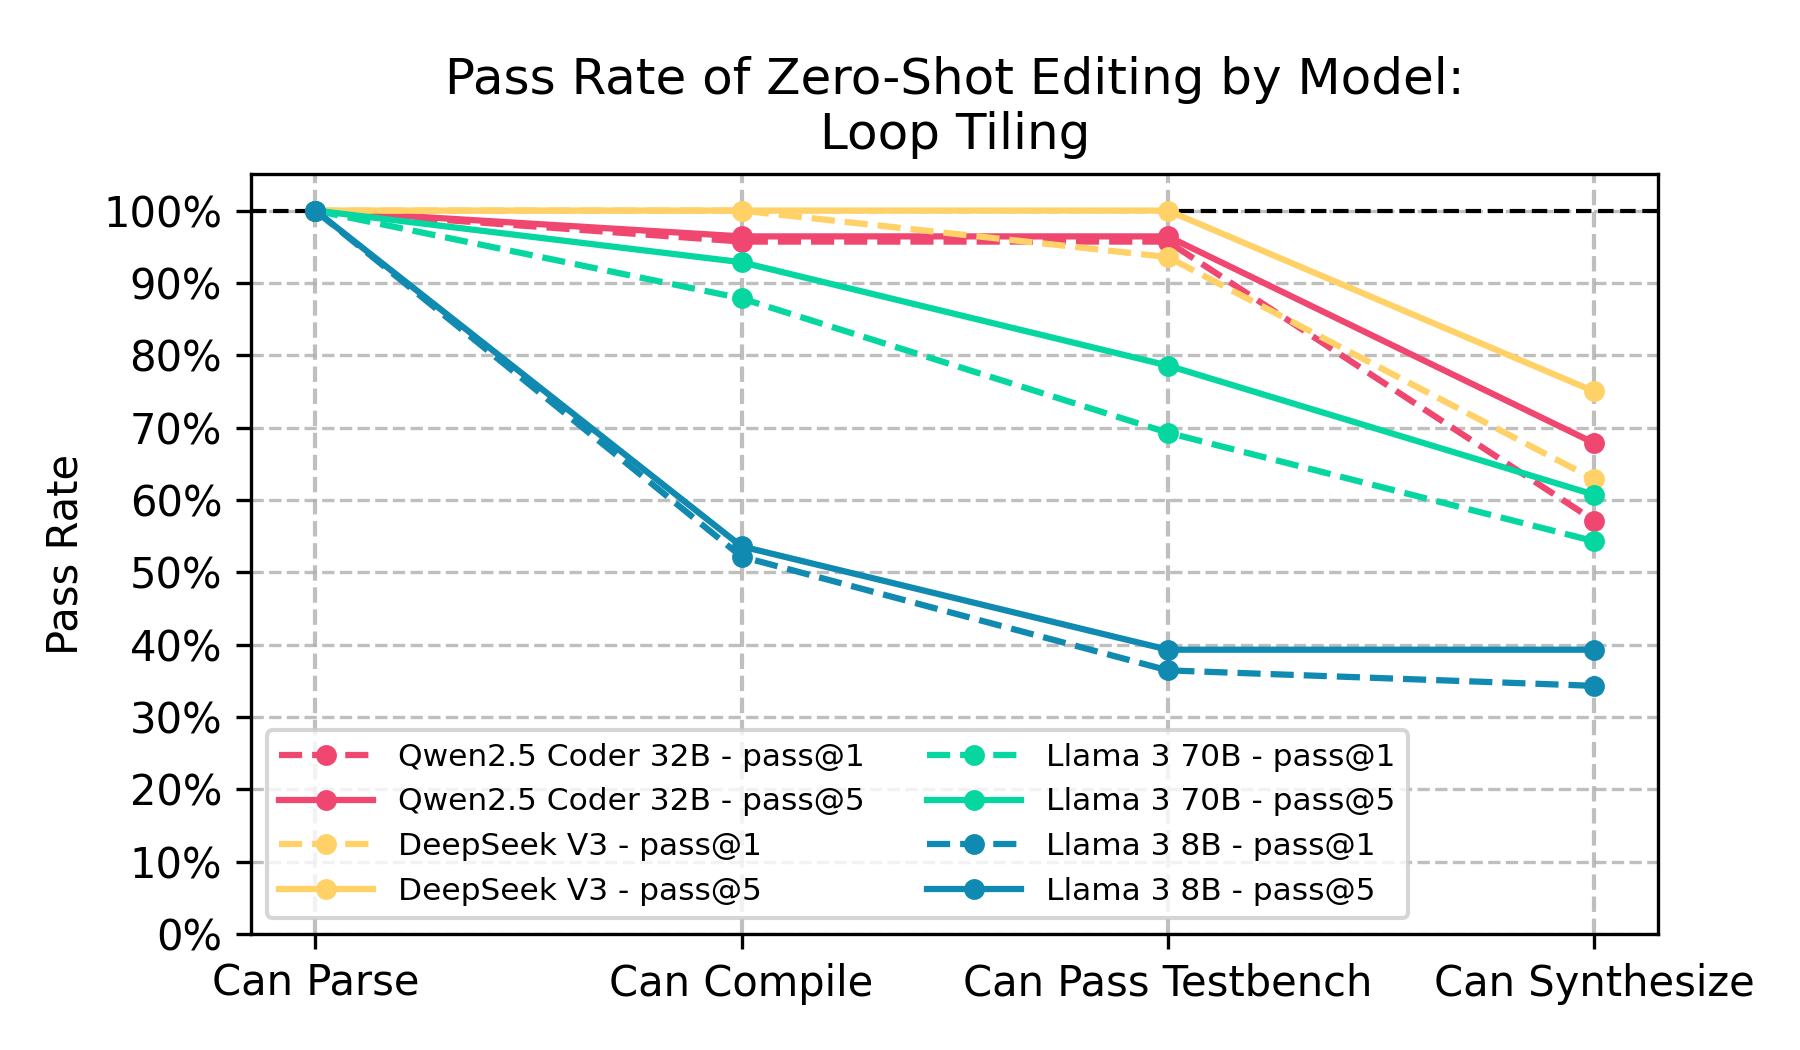 Pass Rate of Zero-Shot Editing by Model:
Loop Tiling
Pass Rate
100%
90%
80%
70%
60%
50%
40%
30%
20%
10%
0%
Qwen2.5 Coder 32B - pass@1
Qwen2.5 Coder 32B - pass@5
DeepSeek V3 - pass@1
DeepSeek V3 - pass@5
Llama 3 70B - pass@1
Llama 3 70B - pass@5
Llama 3 8B - pass@1
Llama 3 8B - pass@5
Can Parse
Can Compile
Can Pass Testbench
Can Synthesize